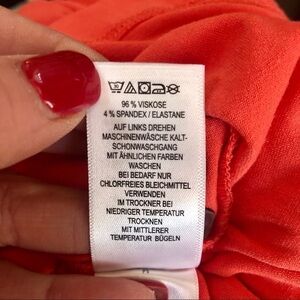 96 % VISKOSE
4 % SPANDEX / ELASTANE
AUF LINKS DREHEN
MASCHINENWÄSCHE KALT-
SCHONWASCHGANG
MIT ÄHNLICHEN FARBEN
WASCHEN
BEI BEDARF NUR
CHLORFREIES BLEICHMITTEL
VERWENDEN
IM TROCKNER BEI
NIEDRIGER TEMPERATUR
TROCKNEN
MIT MITTLERER
TEMPERATUR BÜGELN